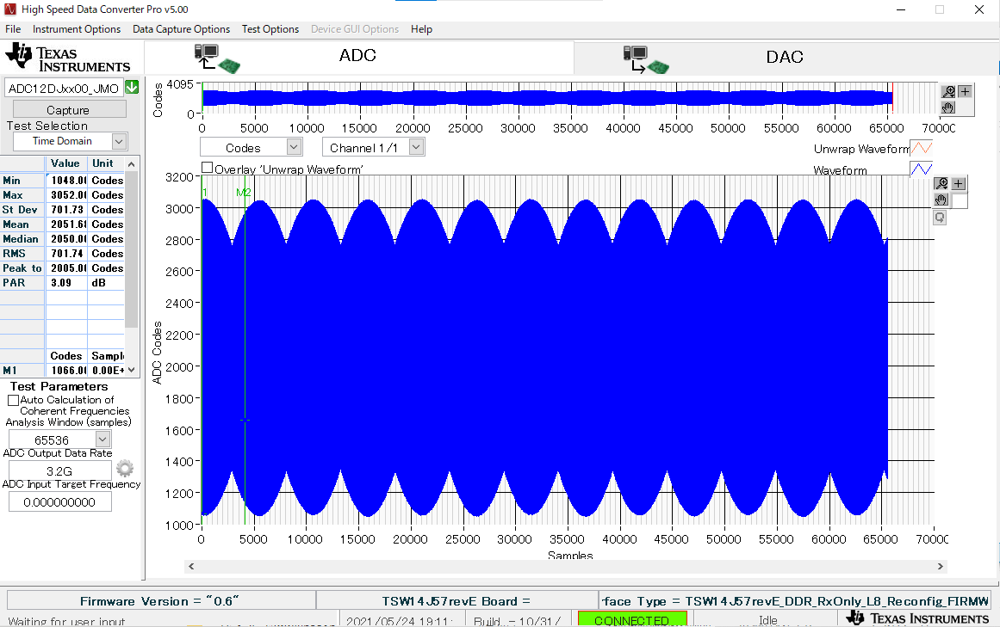 High Speed Data Converter Pro v5.00
File Instrument Options Data Capture Options Test Options Device GUI Options Help
TEXAS INSTRUMENTS
ADC
DAC
ADC12DJxx00_JMO
Capture
Test Selection
Time Domain
Value Unit
Min 1048.0 Codes
Max 3052.0 Codes
St Dev 701.73 Codes
Mean 2051.6 Codes
Median 2050.0 Codes
RMS 701.74 Codes
Peak to 2005.0 Codes
PAR 3.09 dB
Codes Sampl
M1 1066.0 0.00E+
Test Parameters
Auto Calculation of
Coherent Frequencies
Analysis Window (samples)
65536
ADC Output Data Rate
3.2G
ADC Input Target Frequency
0.000000000
Codes
4095
0
0 5000 10000 15000 20000 25000 30000 35000 40000 45000 50000 55000 60000 65000 7000
Codes
Channel 1/1
Unwrap Waveform
Overlay 'Unwrap Waveform'
Waveform
1 M2
ADC Codes
3200
3000
2800
2600
2400
2200
2000
1800
1600
1400
1200
1000
0 5000 10000 15000 20000 25000 30000 35000 40000 45000 50000 55000 60000 65000 7000
Samples
Firmware Version = "0.6"
TSW14J57revE Board =
rface Type = TSW14J57revE_DDR_RxOnly_L8_Reconfig_FIRMW
Waiting for user input
2021/05/24 19:11:
Build - 10/31/
CONNECTED
Idle
TEXAS INSTRUMENTS